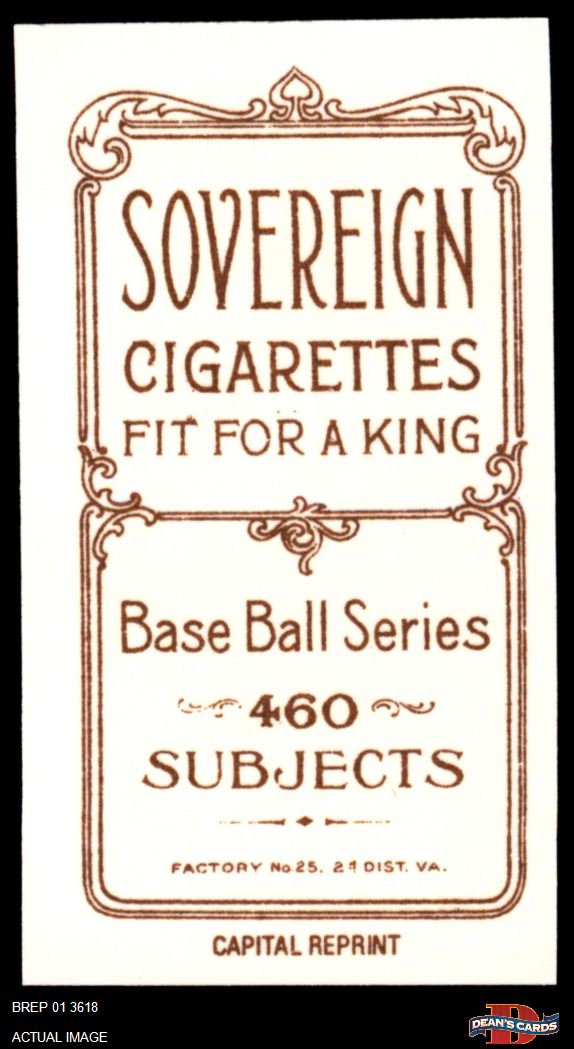 SOVEREIGN
CIGARETTES
FIT FOR A KING
Base Ball Series
460
SUBJECTS
FACTORY No. 25. 2d DIST. VA.
CAPITAL REPRINT
BREP 01 3618
ACTUAL IMAGE
DEAN'S CARDS